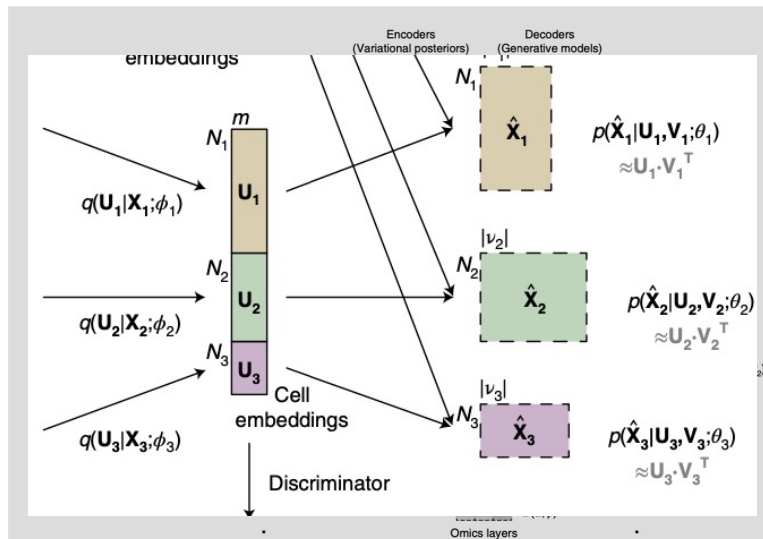 Encoders
(Variational posteriors)
Decoders
(Generative models)
embeddings
m
N₁
U₁
q(U₁|X₁;ϕ₁)
N₂
U₂
q(U₂|X₂;ϕ₂)
N₃
U₃
q(U₃|X₃;ϕ₃)
Cell
embeddings
Discriminator
N₁
X̂₁
p(X̂₁|U₁,V₁;θ₁)
≈U₁·V₁ᵀ
|ν₂|
N₂
X̂₂
p(X̂₂|U₂,V₂;θ₂)
≈U₂·V₂ᵀ
|ν₃|
N₃
X̂₃
p(X̂₃|U₃,V₃;θ₃)
≈U₃·V₃ᵀ
Omics layers